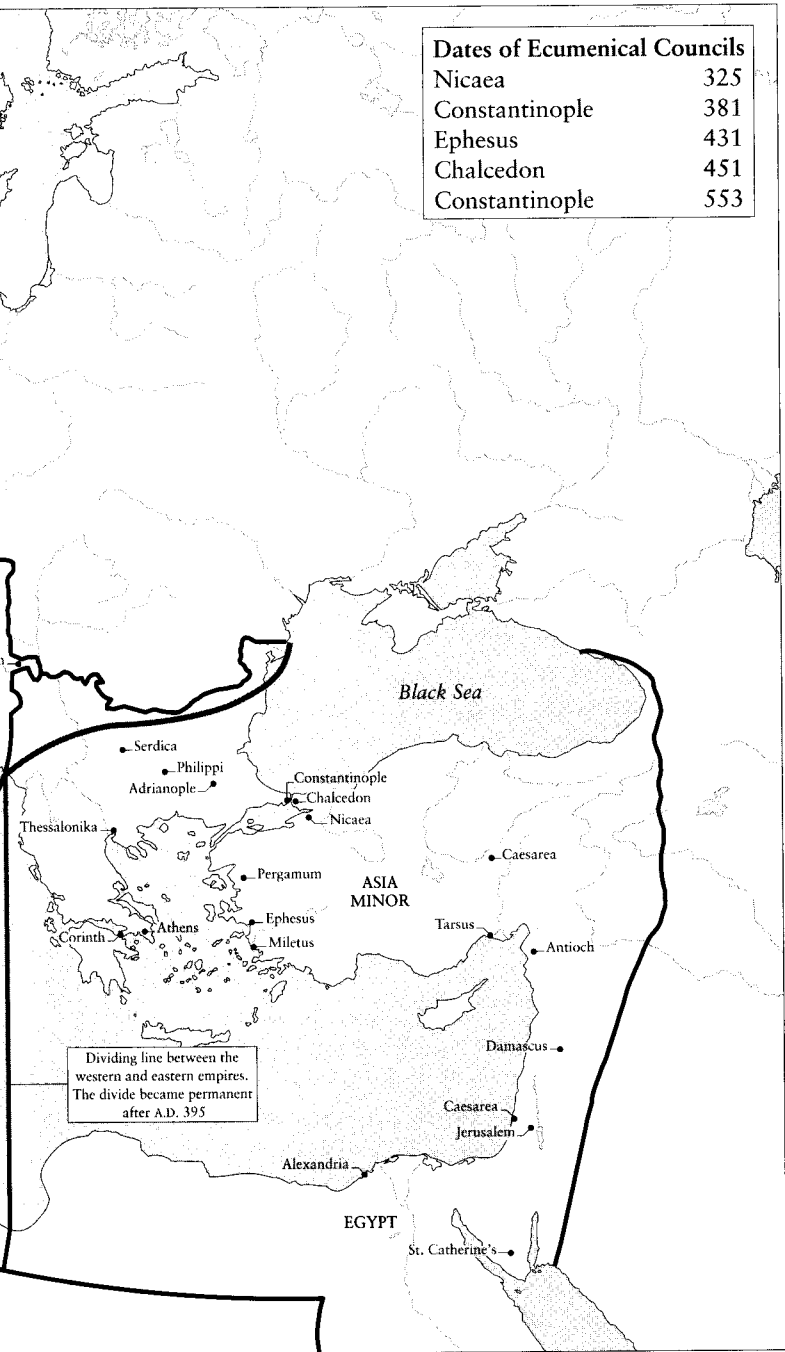 Dates of Ecumenical Councils
Nicaea 325
Constantinople 381
Ephesus 431
Chalcedon 451
Constantinople 553
Black Sea
Serdica
Philippi
Adrianople
Constantinople
Chalcedon
Nicaea
Thessalonika
Caesarea
Pergamum
ASIA
MINOR
Ephesus
Athens
Corinth
Miletus
Tarsus
Antioch
Dividing line between the
western and eastern empires.
The divide became permanent
after A.D. 395
Damascus
Caesarea
Jerusalem
Alexandria
EGYPT
St. Catherine's